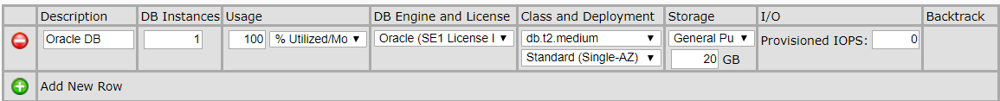 Description DB Instances Usage DB Engine and License Class and Deployment Storage I/O Backtrack
Oracle DB 1 100 % Utilized/Mo Oracle (SE1 License I db.t2.medium General Pu Provisioned IOPS: 0
Standard (Single-AZ) 20 GB
Add New Row